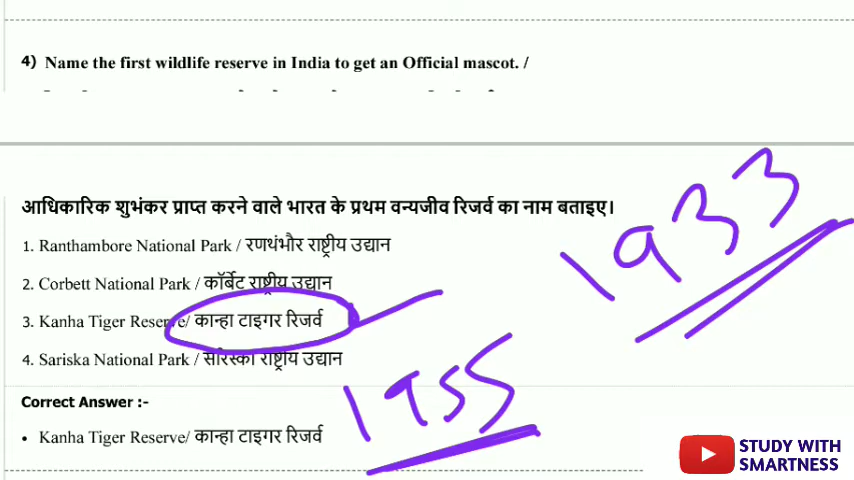 4) Name the first wildlife reserve in India to get an Official mascot. /
आधिकारिक शुभंकर प्राप्त करने वाले भारत के प्रथम वन्यजीव रिजर्व का नाम बताइए।
1. Ranthambore National Park / रणथंभौर राष्ट्रीय उद्यान
2. Corbett National Park / कॉर्बेट राष्ट्रीय उद्यान
3. Kanha Tiger Reserve/ कान्हा टाइगर रिजर्व
4. Sariska National Park / सरिस्का राष्ट्रीय उद्यान
1933
1955
Correct Answer :-
• Kanha Tiger Reserve/ कान्हा टाइगर रिजर्व
STUDY WITH
SMARTNESS